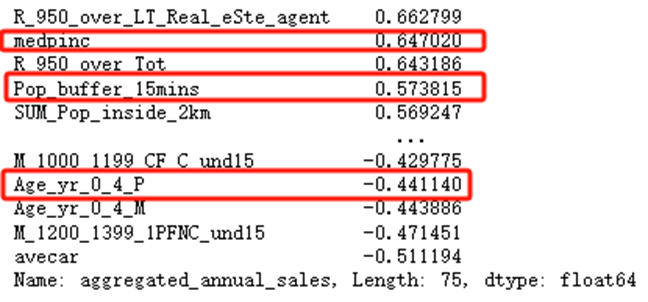 R_950_over_LT_Real_eSte_agent 0.662799
medpinc 0.647020
R_950_over_Tot 0.643186
Pop_buffer_15mins 0.573815
SUM_Pop_inside_2km 0.569247
...
M_1000_1199_CF_C_und15 -0.429775
Age_yr_0_4_P -0.441140
Age_yr_0_4_M -0.443886
M_1200_1399_1PFNC_und15 -0.471451
avecar -0.511194
Name: aggregated_annual_sales, Length: 75, dtype: float64